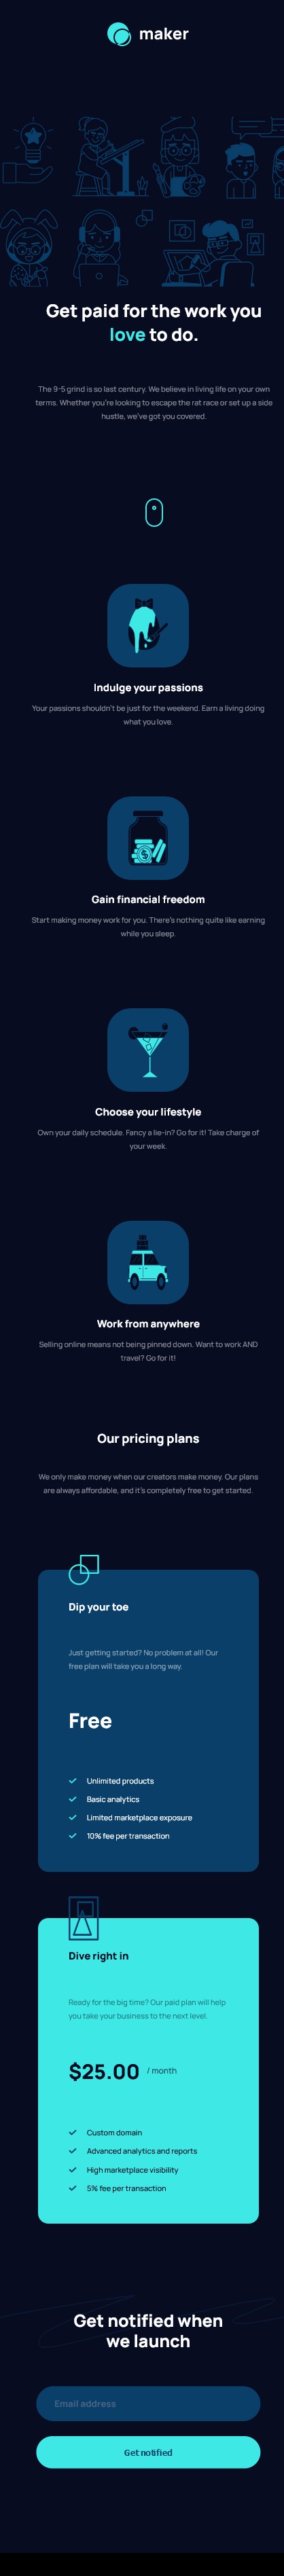 maker
Get paid for the work you
love to do.
The 9-5 grind is so last century. We believe in living life on your own
terms. Whether you're looking to escape the rat race or set up a side
hustle, we've got you covered.
Indulge your passions
Your passions shouldn't be just for the weekend. Earn a living doing
what you love.
Gain financial freedom
Start making money work for you. There's nothing quite like earning
while you sleep.
Choose your lifestyle
Own your daily schedule. Fancy a lie-in? Go for it! Take charge of
your week.
Work from anywhere
Selling online means not being pinned down. Want to work AND
travel? Go for it!
Our pricing plans
We only make money when our creators make money. Our plans
are always affordable, and it's completely free to get started.
Dip your toe
Just getting started? No problem at all! Our
free plan will take you a long way.
Free
Unlimited products
Basic analytics
Limited marketplace exposure
10% fee per transaction
Dive right in
Ready for the big time? Our paid plan will help
you take your business to the next level.
$25.00 / month
Custom domain
Advanced analytics and reports
High marketplace visibility
5% fee per transaction
Get notified when
we launch
Email address
Get notified